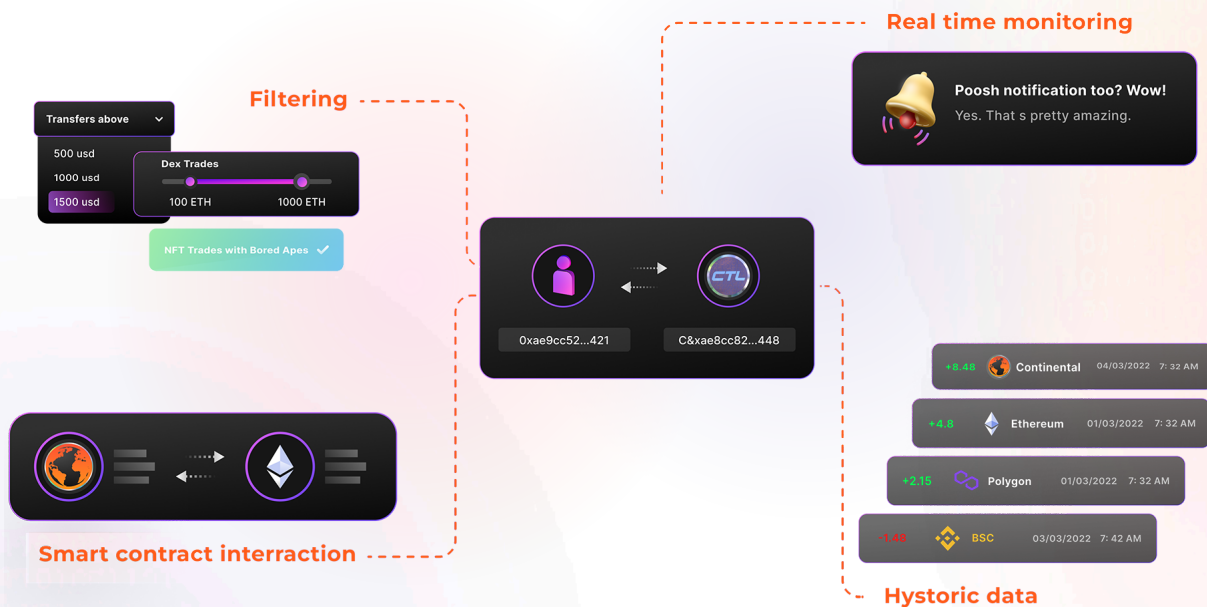 Real time monitoring
Poosh notification too? Wow!
Yes. That s pretty amazing.
Filtering
Transfers above
500 usd
1000 usd
1500 usd
Dex Trades
100 ETH 1000 ETH
NFT Trades with Bored Apes
CTL
0xae9cc52...421 C&xae8cc82...448
+8.48 Continental 04/03/2022 7: 32 AM
+4.8 Ethereum 01/03/2022 7: 32 AM
+2.15 Polygon 01/03/2022 7: 32 AM
-1.48 BSC 03/03/2022 7: 42 AM
Smart contract interraction
Hystoric data